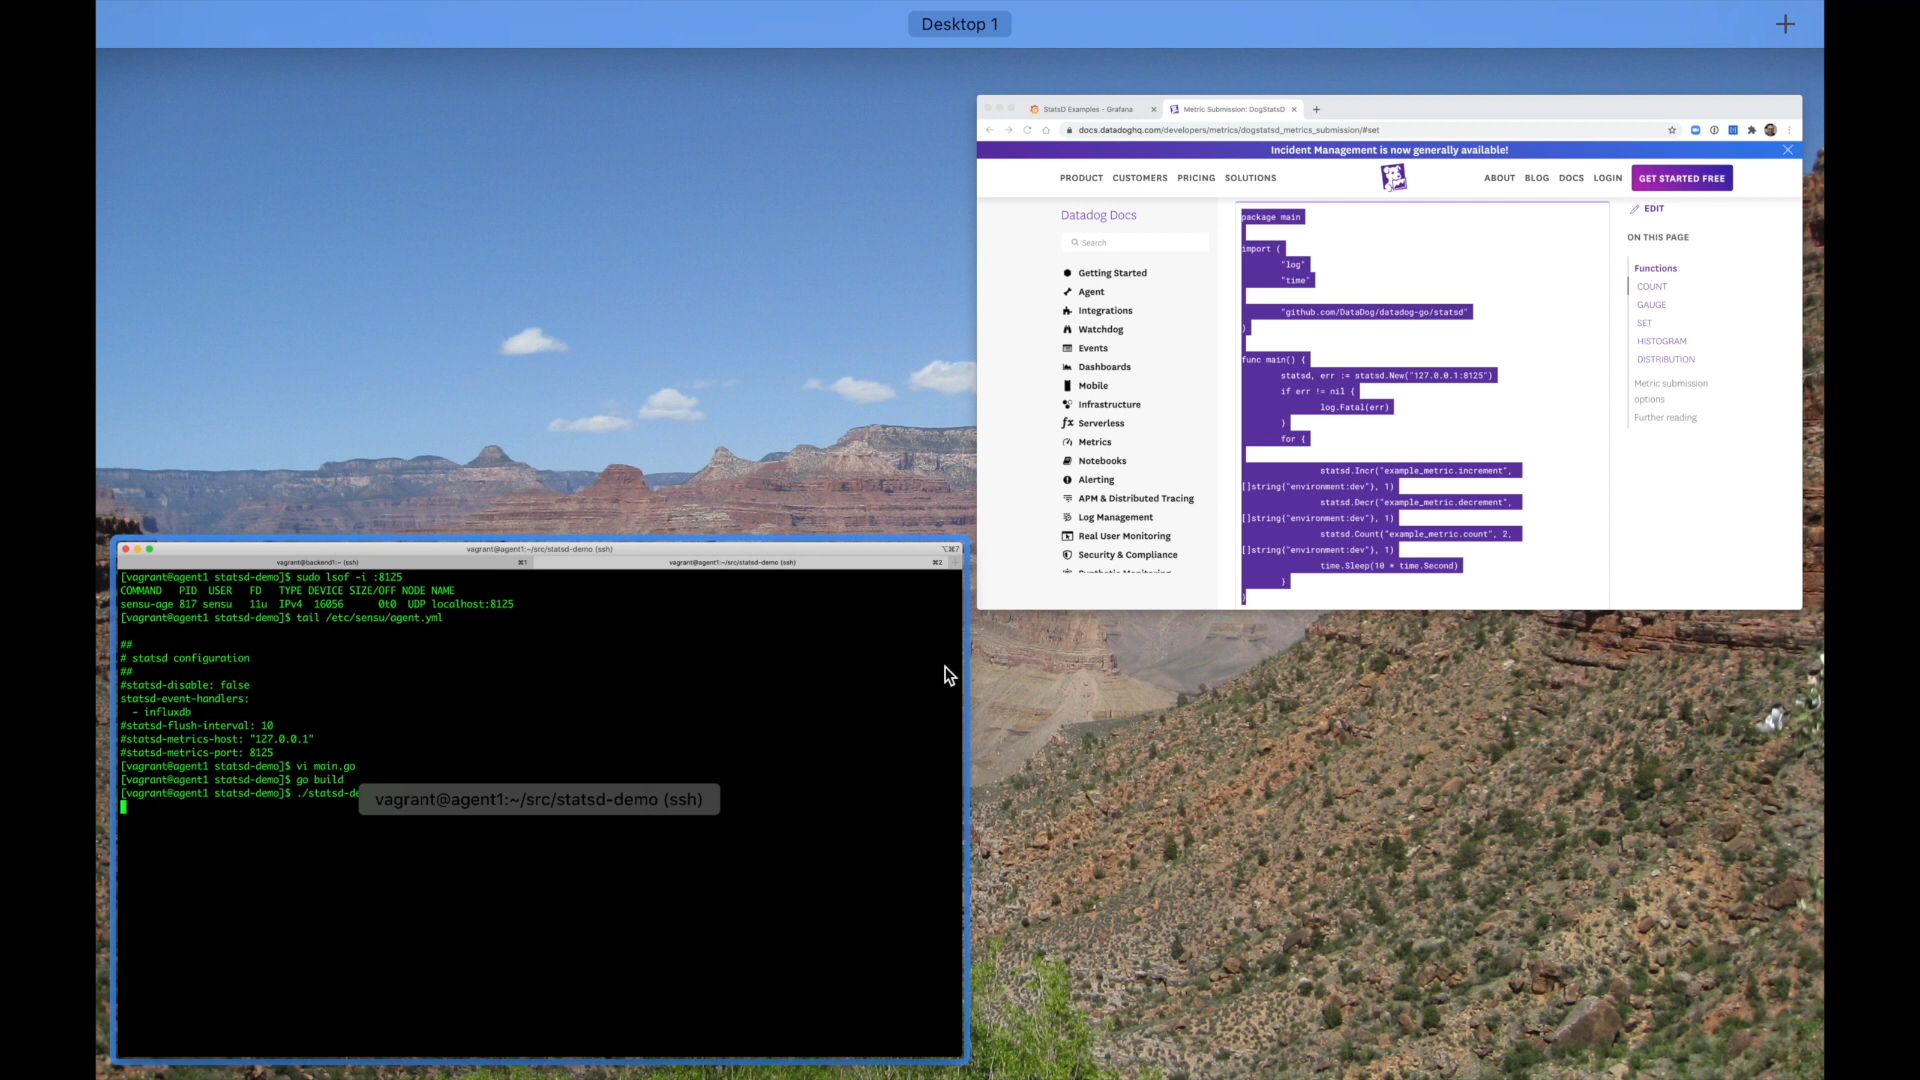 Desktop 1
StatsD Examples - Grafana
Metric Submission: DogStatsD
docs.datadoghq.com/developers/metrics/dogstatsd_metrics_submission/#set
Incident Management is now generally available!
PRODUCT CUSTOMERS PRICING SOLUTIONS
ABOUT BLOG DOCS LOGIN GET STARTED FREE
Datadog Docs
Search
Getting Started
Agent
Integrations
Watchdog
Events
Dashboards
Mobile
Infrastructure
Serverless
Metrics
Notebooks
Alerting
APM & Distributed Tracing
Log Management
Real User Monitoring
Security & Compliance
package main
import (
"log"
"time"
"github.com/DataDog/datadog-go/statsd"
)
func main() {
statsd, err := statsd.New("127.0.0.1:8125")
if err != nil {
log.Fatal(err)
}
for {
statsd.Incr("example_metric.increment",
[]string{"environment:dev"}, 1)
statsd.Decr("example_metric.decrement",
[]string{"environment:dev"}, 1)
statsd.Count("example_metric.count", 2,
[]string{"environment:dev"}, 1)
time.Sleep(10 * time.Second)
}
}
EDIT
ON THIS PAGE
Functions
COUNT
GAUGE
SET
HISTOGRAM
DISTRIBUTION
Metric submission
options
Further reading
vagrant@agent1:~/src/statsd-demo (ssh)
⌥⌘7
vagrant@backend1:~ (ssh) ⌘1
vagrant@agent1:~/src/statsd-demo (ssh) ⌘2
[vagrant@agent1 statsd-demo]$ sudo lsof -i :8125
COMMAND PID USER FD TYPE DEVICE SIZE/OFF NODE NAME
sensu-age 817 sensu 11u IPv4 16056 0t0 UDP localhost:8125
[vagrant@agent1 statsd-demo]$ tail /etc/sensu/agent.yml
##
# statsd configuration
##
#statsd-disable: false
statsd-event-handlers:
- influxdb
#statsd-flush-interval: 10
#statsd-metrics-host: "127.0.0.1"
#statsd-metrics-port: 8125
[vagrant@agent1 statsd-demo]$ vi main.go
[vagrant@agent1 statsd-demo]$ go build
[vagrant@agent1 statsd-demo]$ ./statsd-de
vagrant@agent1:~/src/statsd-demo (ssh)